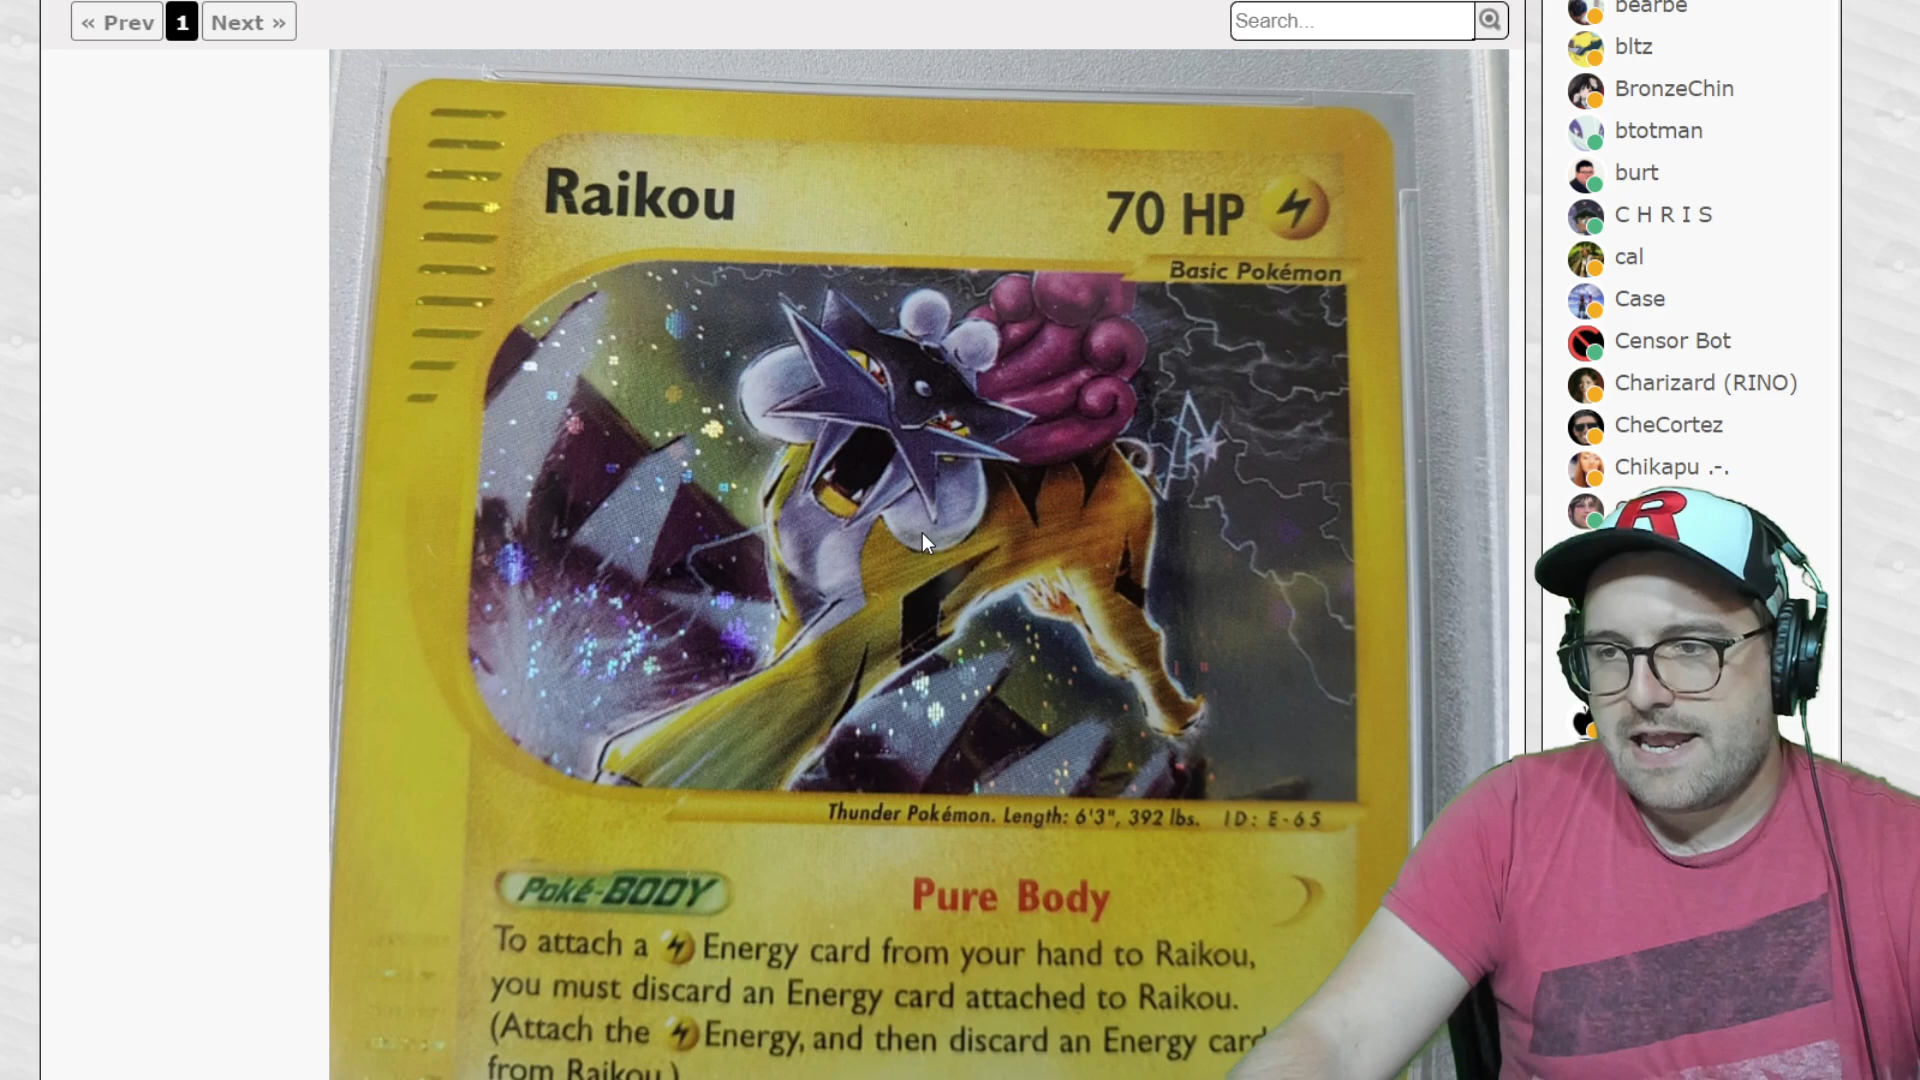 « Prev 1 Next »
Search...
Raikou
70 HP
Basic Pokémon
Thunder Pokémon. Length: 6'3", 392 lbs. ID: E-65
Poké-BODY
Pure Body
To attach a Energy card from your hand to Raikou,
you must discard an Energy card attached to Raikou.
(Attach the Energy, and then discard an Energy card
from Raikou.)
bearbe
bltz
BronzeChin
btotman
burt
C H R I S
cal
Case
Censor Bot
Charizard (RINO)
CheCortez
Chikapu .-.
R